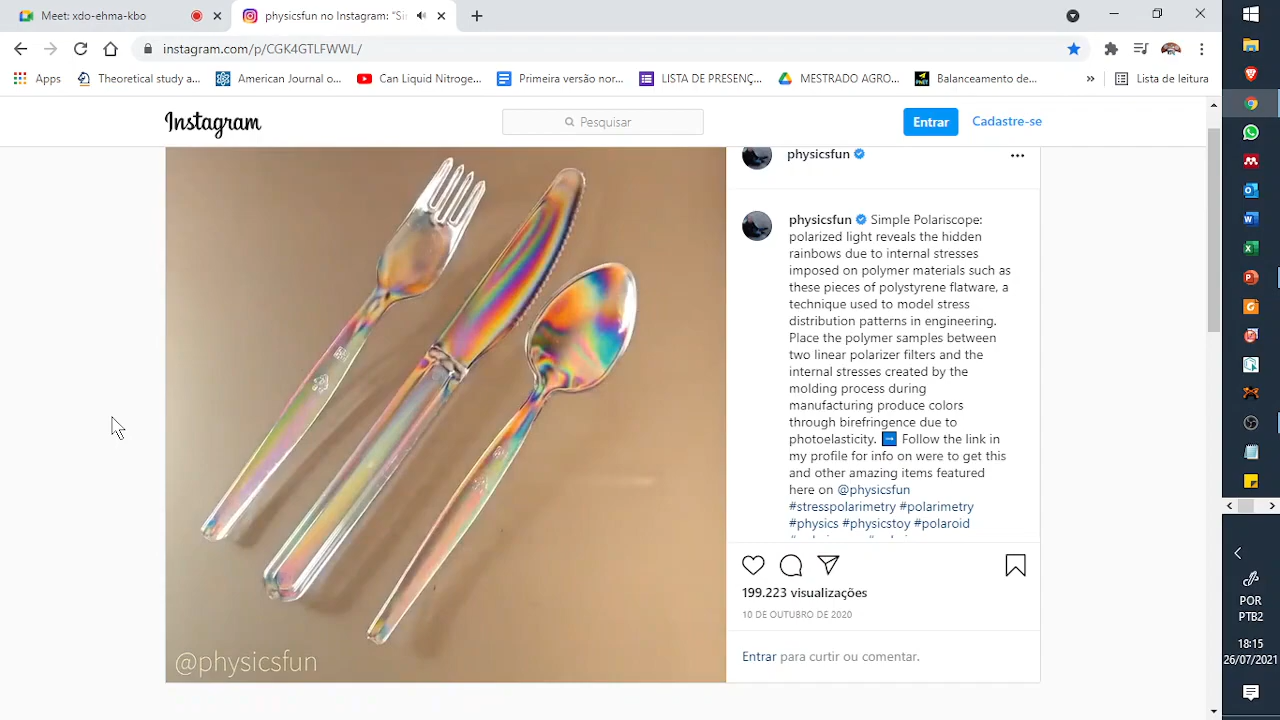 Meet: xdo-ehma-kbo
physicsfun no Instagram: “Si
instagram.com/p/CGK4GTLFWWL/
Apps
Theoretical study a...
American Journal o...
Can Liquid Nitroge...
Primeira versão nor...
LISTA DE PRESENÇ...
MESTRADO AGRO...
Balanceamento de...
»
Lista de leitura
Instagram
Pesquisar
Entrar
Cadastre-se
physicsfun
physicsfun Simple Polariscope:
polarized light reveals the hidden
rainbows due to internal stresses
imposed on polymer materials such as
these pieces of polystyrene flatware, a
technique used to model stress
distribution patterns in engineering.
Place the polymer samples between
two linear polarizer filters and the
internal stresses created by the
molding process during
manufacturing produce colors
through birefringence due to
photoelasticity. ➡ Follow the link in
my profile for info on were to get this
and other amazing items featured
here on @physicsfun
#stresspolarimetry #polarimetry
#physics #physicstoy #polaroid
199.223 visualizações
10 DE OUTUBRO DE 2020
Entrar para curtir ou comentar.
@physicsfun
POR
PTB2
18:15
26/07/2021